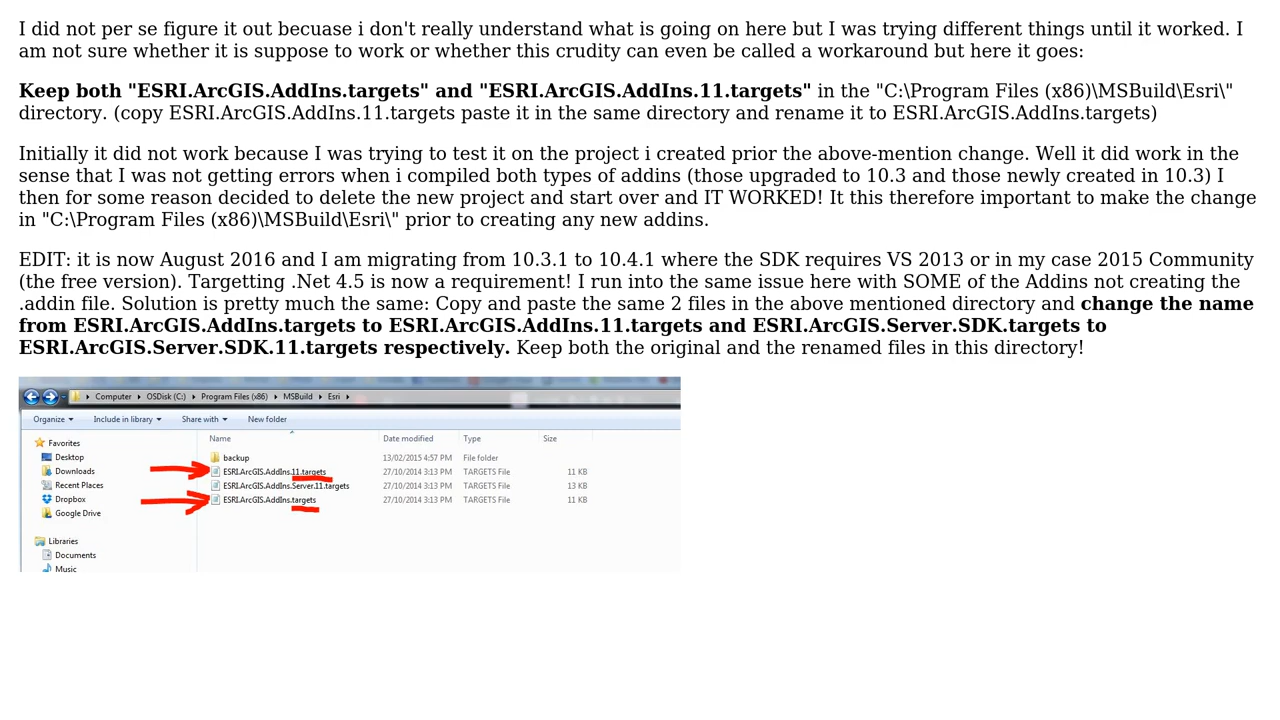 I did not per se figure it out becuase i don't really understand what is going on here but I was trying different things until it worked. I
am not sure whether it is suppose to work or whether this crudity can even be called a workaround but here it goes:
Keep both "ESRI.ArcGIS.AddIns.targets" and "ESRI.ArcGIS.AddIns.11.targets" in the "C:\Program Files (x86)\MSBuild\Esri\"
directory. (copy ESRI.ArcGIS.AddIns.11.targets paste it in the same directory and rename it to ESRI.ArcGIS.AddIns.targets)
Initially it did not work because I was trying to test it on the project i created prior the above-mention change. Well it did work in the
sense that I was not getting errors when i compiled both types of addins (those upgraded to 10.3 and those newly created in 10.3) I
then for some reason decided to delete the new project and start over and IT WORKED! It this therefore important to make the change
in "C:\Program Files (x86)\MSBuild\Esri\" prior to creating any new addins.
EDIT: it is now August 2016 and I am migrating from 10.3.1 to 10.4.1 where the SDK requires VS 2013 or in my case 2015 Community
(the free version). Targetting .Net 4.5 is now a requirement! I run into the same issue here with SOME of the Addins not creating the
.addin file. Solution is pretty much the same: Copy and paste the same 2 files in the above mentioned directory and change the name
from ESRI.ArcGIS.AddIns.targets to ESRI.ArcGIS.AddIns.11.targets and ESRI.ArcGIS.Server.SDK.targets to
ESRI.ArcGIS.Server.SDK.11.targets respectively. Keep both the original and the renamed files in this directory!
Computer OSDisk (C:) Program Files (x86) MSBuild Esri
Organize Include in library Share with New folder
Favorites
Desktop
Downloads
Recent Places
Dropbox
Google Drive
Libraries
Documents
Music
Name Date modified Type Size
backup 13/02/2015 4:57 PM File folder
ESRI.ArcGIS.AddIns.11.targets 27/10/2014 3:13 PM TARGETS File 11 KB
ESRI.ArcGIS.AddIns.Server.11.targets 27/10/2014 3:13 PM TARGETS File 13 KB
ESRI.ArcGIS.AddIns.targets 27/10/2014 3:13 PM TARGETS File 11 KB